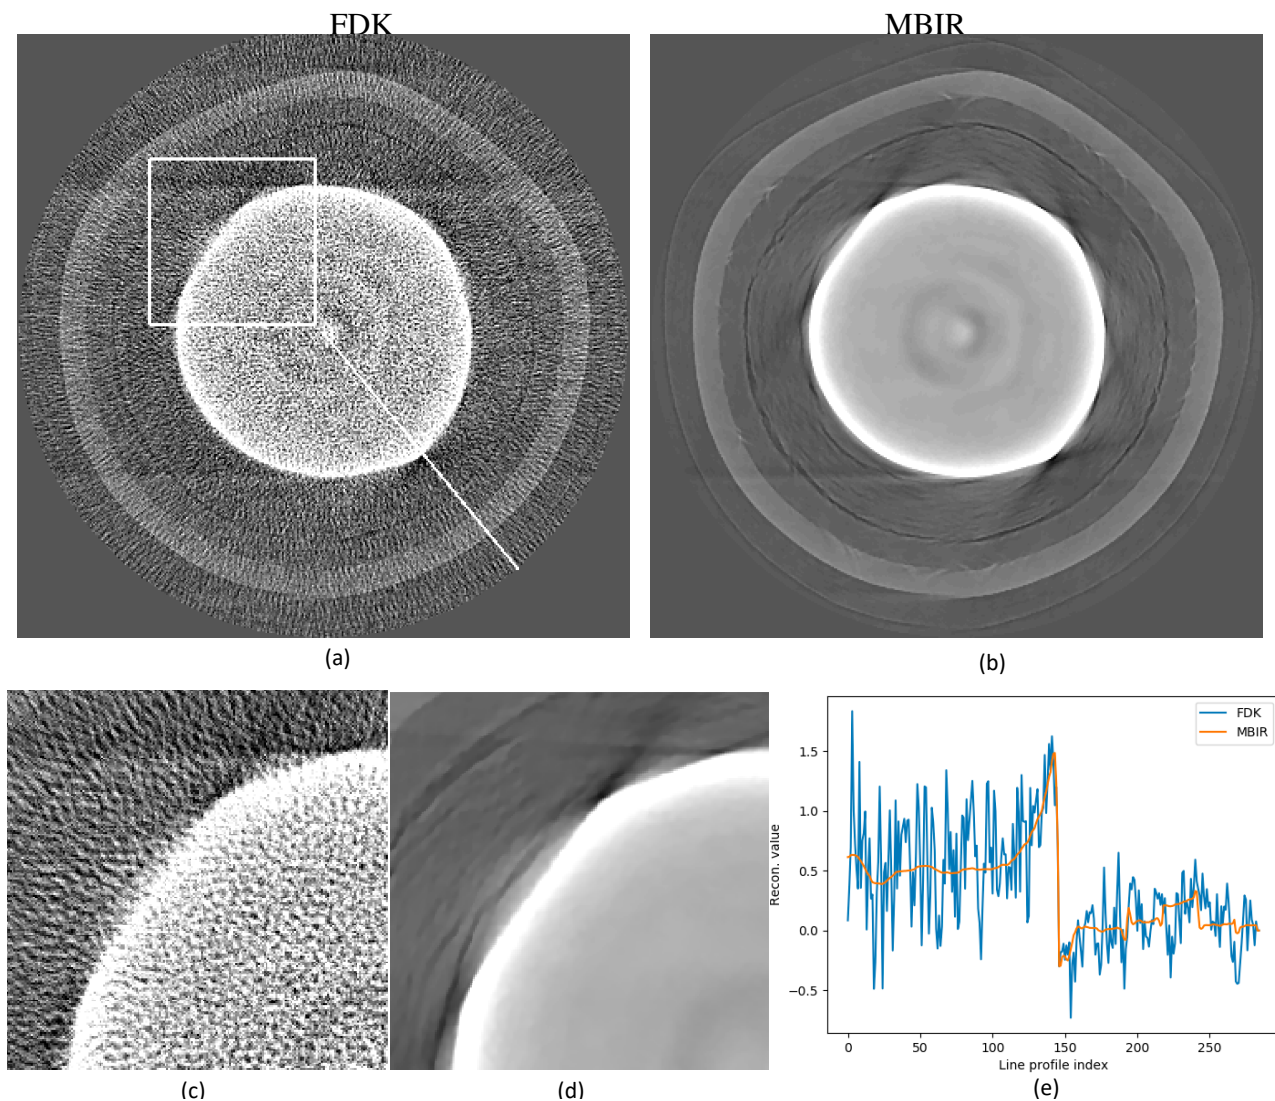 FDK
MBIR
(a)
(b)
(c)
(d)
FDK
MBIR
1.5
1.0
0.5
0.0
−0.5
Recon. value
0 50 100 150 200 250
Line profile index
(e)